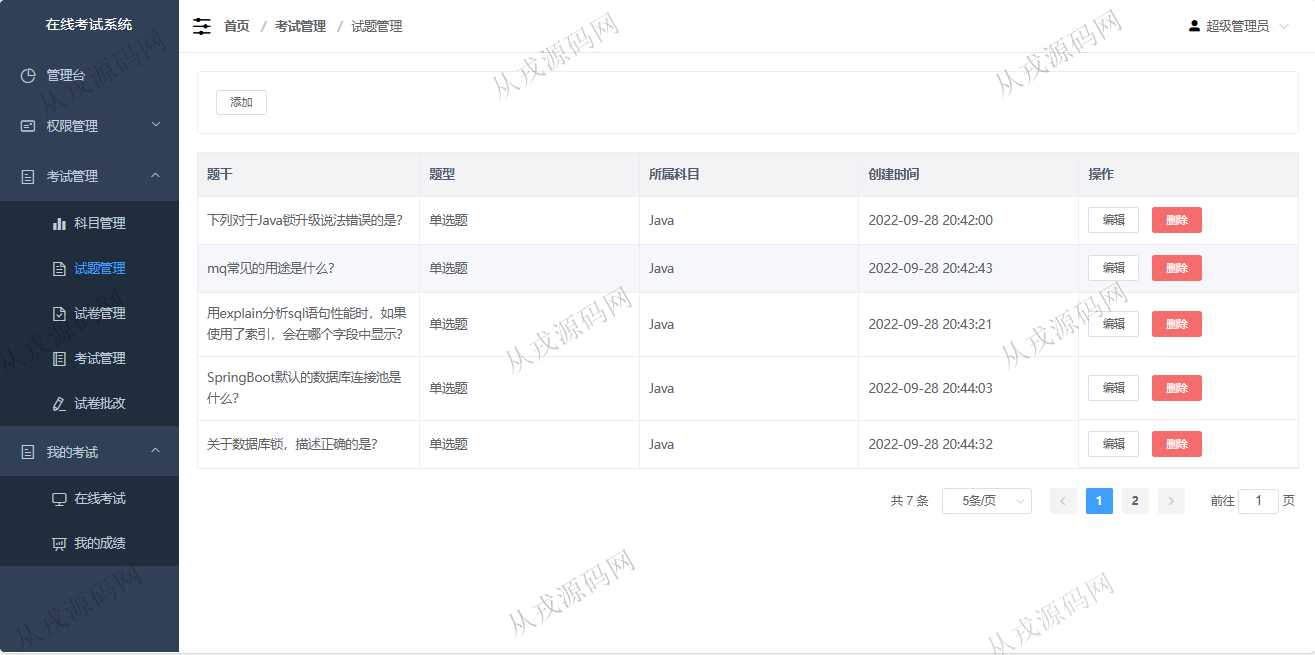 在线考试系统
管理台
权限管理
考试管理
科目管理
试题管理
试卷管理
考试管理
试卷批改
我的考试
在线考试
我的成绩
首页 / 考试管理 / 试题管理
超级管理员
添加
题干 题型 所属科目 创建时间 操作
下列对于Java锁升级说法错误的是? 单选题 Java 2022-09-28 20:42:00 编辑 删除
mq常见的用途是什么? 单选题 Java 2022-09-28 20:42:43 编辑 删除
用explain分析sql语句性能时，如果
使用了索引，会在哪个字段中显示? 单选题 Java 2022-09-28 20:43:21 编辑 删除
SpringBoot默认的数据库连接池是
什么? 单选题 Java 2022-09-28 20:44:03 编辑 删除
关于数据库锁，描述正确的是? 单选题 Java 2022-09-28 20:44:32 编辑 删除
共 7 条 5条/页 1 2 前往 1 页
从戎源码网
从戎源码网
从戎源码网
从戎源码网
从戎源码网
从戎源码网
从戎源码网
从戎源码网
从戎源码网